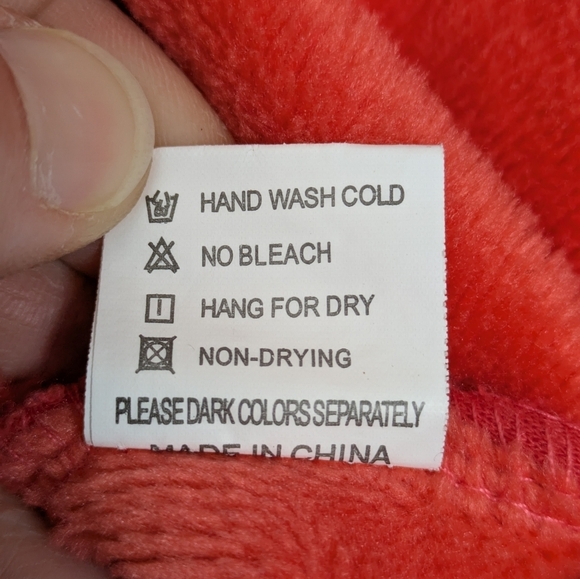 HAND WASH COLD
NO BLEACH
HANG FOR DRY
NON-DRYING
PLEASE DARK COLORS SEPARATELY
MADE IN CHINA